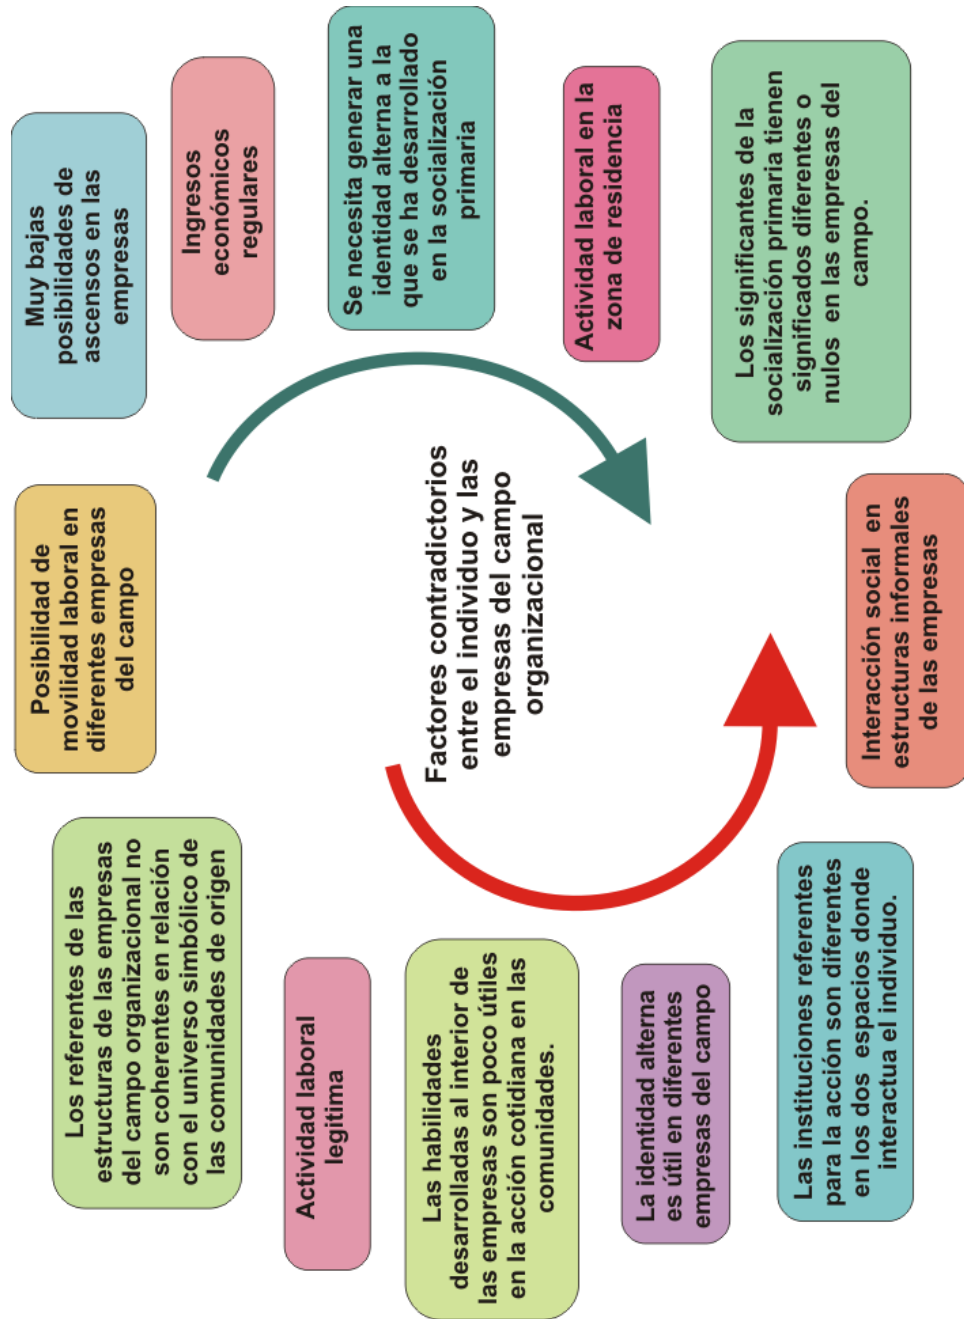 Los referentes de las
estructuras de las empresas
del campo organizacional no
son coherentes en relación
con el universo simbólico de
las comunidades de origen
Posibilidad de
movilidad laboral en
diferentes empresas
del campo
Muy bajas
posibilidades de
ascensos en las
empresas
Actividad laboral
legitima
Ingresos
económicos
regulares
Las habilidades
desarrolladas al interior de
las empresas son poco útiles
en la acción cotidiana en las
comunidades.
Factores contradictorios
entre el individuo y las
empresas del campo
organizacional
Se necesita generar una
identidad alterna a la
que se ha desarrollado
en la socialización
primaria
La identidad alterna
es útil en diferentes
empresas del campo
Actividad laboral en la
zona de residencia
Las instituciones referentes
para la acción son diferentes
en los dos espacios donde
interactua el individuo.
Interacción social en
estructuras informales
de las empresas
Los significantes de la
socialización primaria tienen
significados diferentes o
nulos en las empresas del
campo.